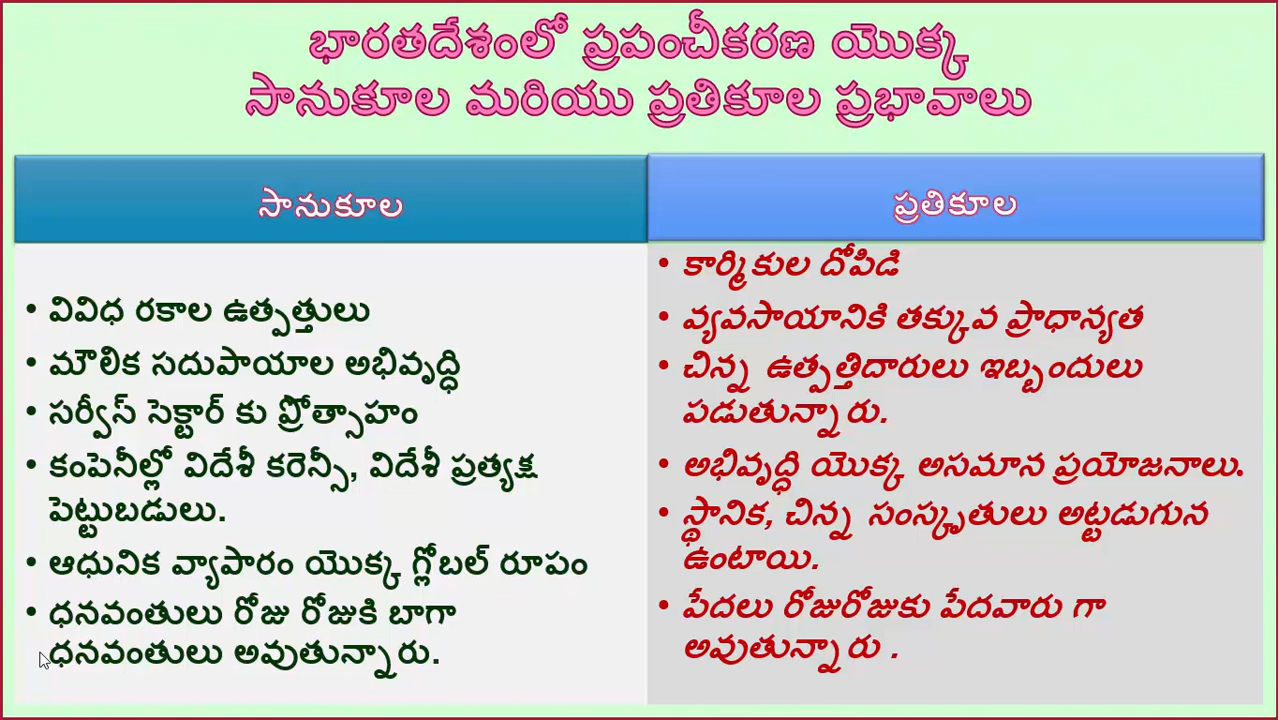 భారతదేశంలో ప్రపంచీకరణ యొక్క
సానుకూల మరియు ప్రతికూల ప్రభావాలు
సానుకూల
• వివిధ రకాల ఉత్పత్తులు
• మౌలిక సదుపాయాల అభివృద్ధి
• సర్వీస్ సెక్టార్ కు ప్రోత్సాహం
• కంపెనీల్లో విదేశీ కరెన్సీ, విదేశీ ప్రత్యక్ష
పెట్టుబడులు.
• ఆధునిక వ్యాపారం యొక్క గ్లోబల్ రూపం
• ధనవంతులు రోజు రోజుకి బాగా
ధనవంతులు అవుతున్నారు.
ప్రతికూల
• కార్మికుల దోపిడి
• వ్యవసాయానికి తక్కువ ప్రాధాన్యత
• చిన్న ఉత్పత్తిదారులు ఇబ్బందులు
పడుతున్నారు.
• అభివృద్ధి యొక్క అసమాన ప్రయోజనాలు.
• స్థానిక, చిన్న సంస్కృతులు అట్టడుగున
ఉంటాయి.
• పేదలు రోజురోజుకు పేదవారు గా
అవుతున్నారు .